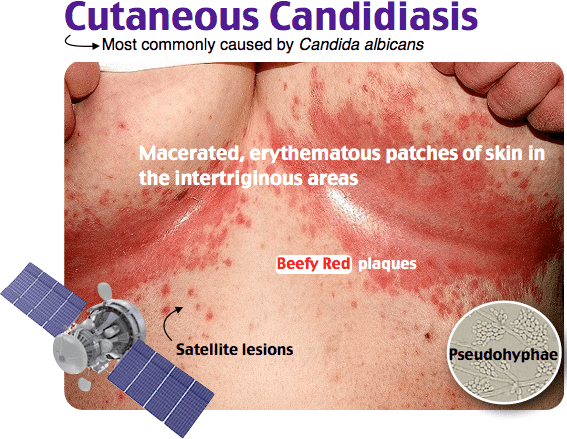 Cutaneous Candidiasis
Most commonly caused by Candida albicans
Macerated, erythematous patches of skin in
the intertriginous areas
Beefy Red plaques
Satellite lesions
Pseudohyphae